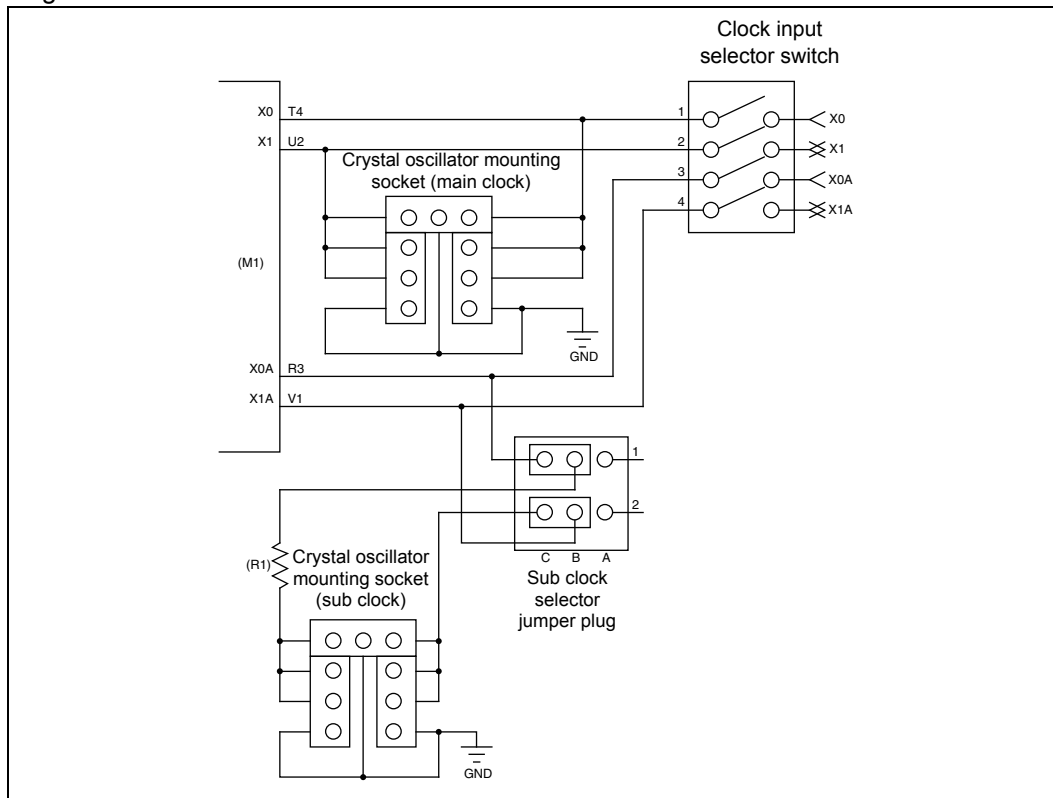 Clock input
selector switch
X0 T4
1
X0
X1 U2
2
X1
Crystal oscillator mounting
socket (main clock)
3
X0A
4
X1A
(M1)
GND
X0A R3
X1A V1
1
2
C B A
(R1)
Crystal oscillator
mounting socket
(sub clock)
Sub clock
selector
jumper plug
GND